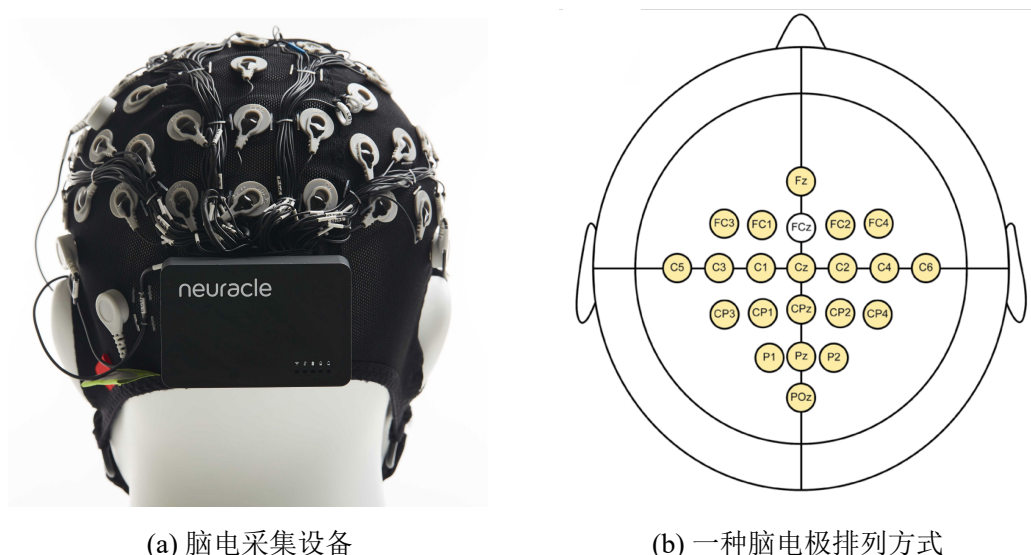 neuracle
Fz
FC3 FC1 FCz FC2 FC4
C5 C3 C1 Cz C2 C4 C6
CP3 CP1 CPz CP2 CP4
P1 Pz P2
POz
(a) 脑电采集设备
(b) 一种脑电极排列方式